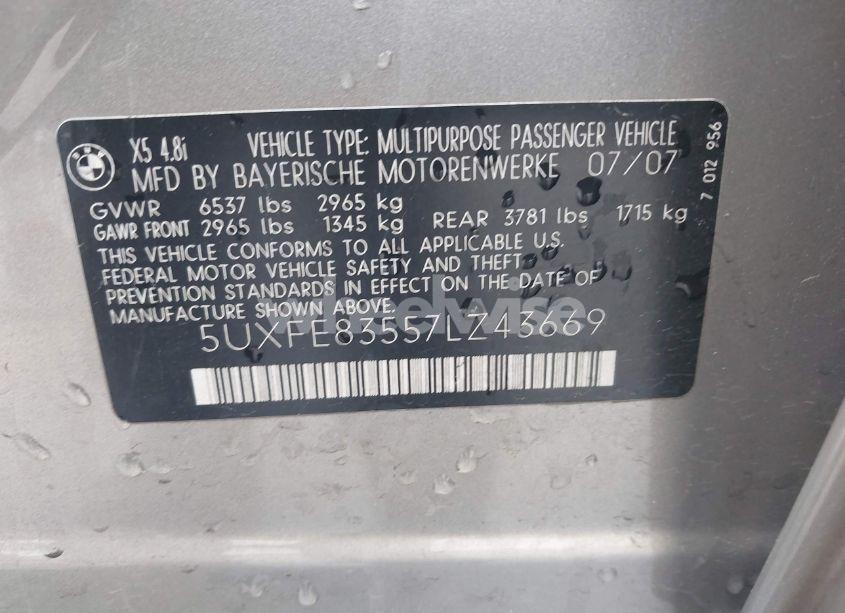 BMW
X5 4.8i VEHICLE TYPE: MULTIPURPOSE PASSENGER VEHICLE
MFD BY BAYERISCHE MOTORENWERKE 07/07
GVWR 6537 lbs 2965 kg
GAWR FRONT 2965 lbs 1345 kg REAR 3781 lbs 1715 kg
THIS VEHICLE CONFORMS TO ALL APPLICABLE U.S.
FEDERAL MOTOR VEHICLE SAFETY AND THEFT
PREVENTION STANDARDS IN EFFECT ON THE DATE OF
MANUFACTURE SHOWN ABOVE.
5UXFE83557LZ43669
7 012 956